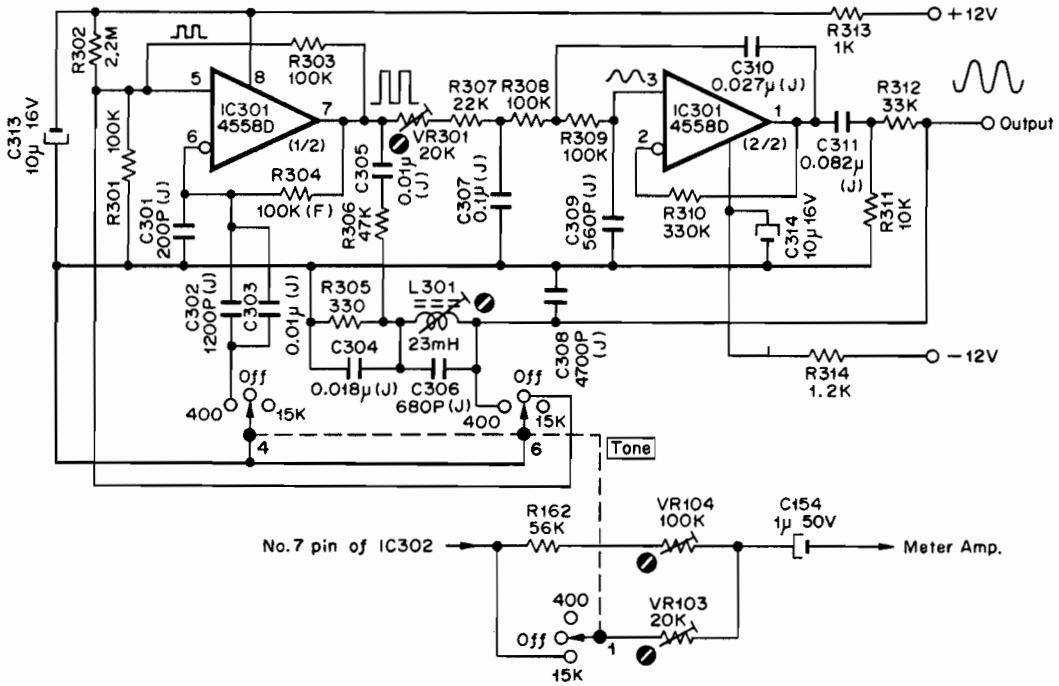 R302
2.2M
R303
100K
5
8
IC301
4558D
(1/2)
6
7
C313
10μ 16V
R301
100K
R304
100K (F)
C301
200P (J)
C302
1200P (J)
C303
0.01μ (J)
VR301
20K
C305
0.01μ
(J)
R306
47K
R307
22K
R308
100K
C307
0.1μ (J)
R309
100K
C309
560P (J)
C310
0.027μ (J)
3
IC301
4558D
(2/2)
2
1
R310
330K
C311
0.082μ
(J)
R312
33K
R311
10K
C314
10μ 16V
R313
1K
+12V
Output
R305
330
L301
23mH
C304
0.018μ (J)
C306
680P (J)
C308
4700P
(J)
R314
1.2K
-12V
400
Off
15K
4
400
Off
15K
6
Tone
No.7 pin of IC302
R162
56K
VR104
100K
C154
1μ 50V
Meter Amp.
400
Off
15K
1
VR103
20K